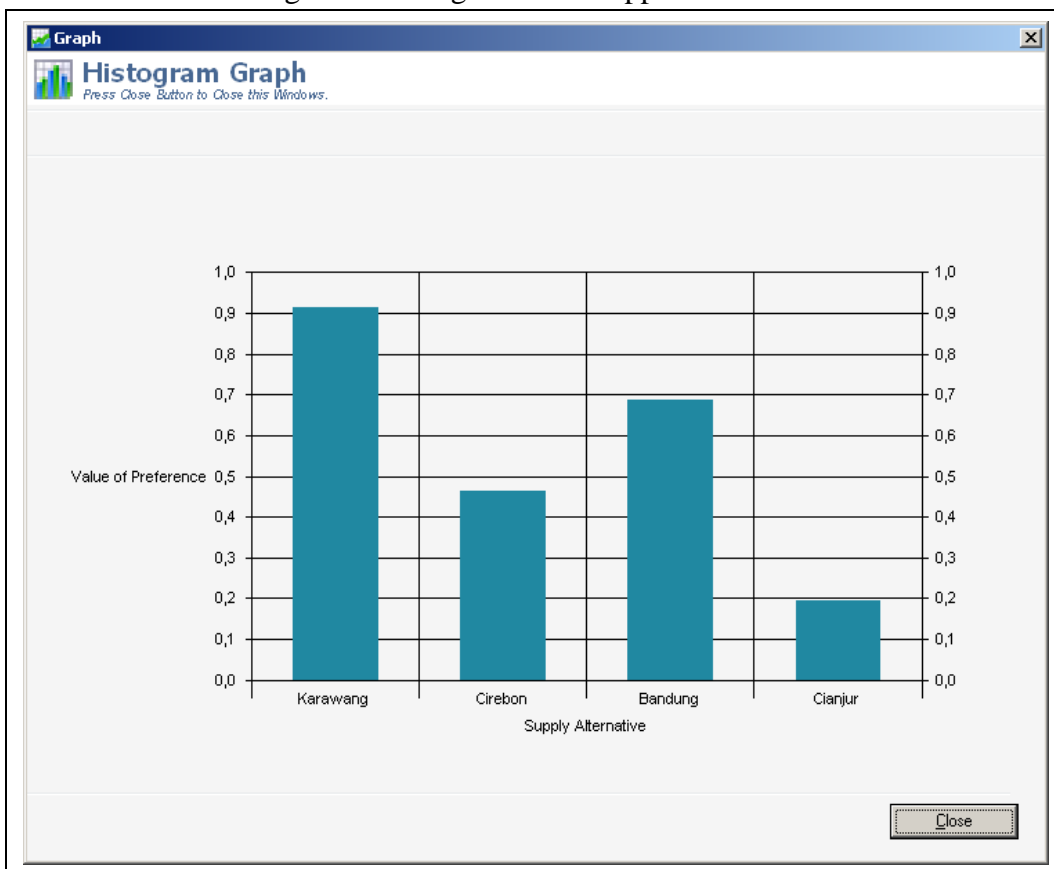 Graph
Histogram Graph
Press Close Button to Close this Windows.
1,0 1,0
0,9 0,9
0,8 0,8
0,7 0,7
0,6 0,6
Value of Preference 0,5 0,5
0,4 0,4
0,3 0,3
0,2 0,2
0,1 0,1
0,0 0,0
Karawang Cirebon Bandung Cianjur
Supply Alternative
Close